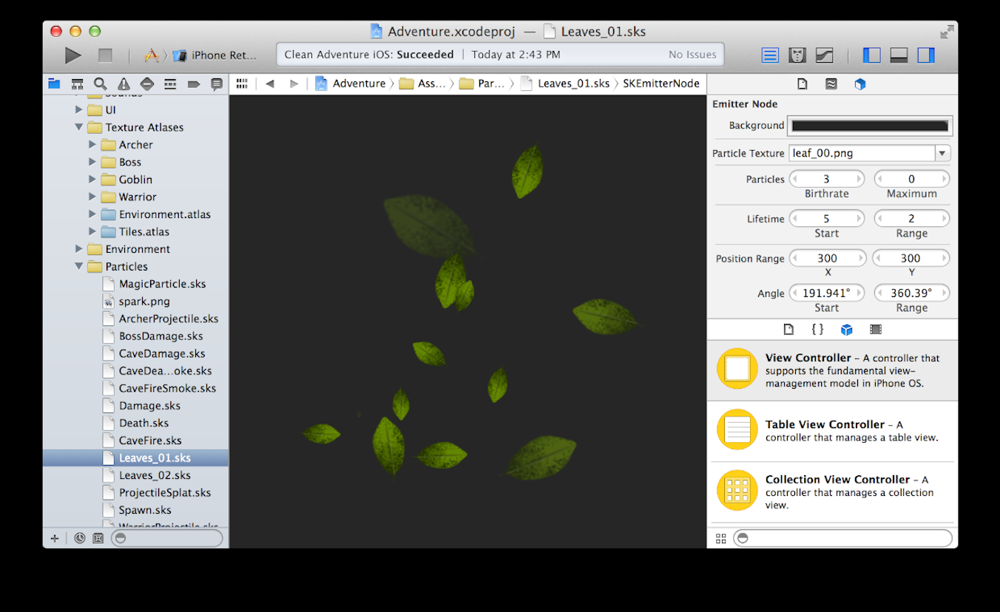 Adventure.xcodeproj — Leaves_01.sks
iPhone Ret...
Clean Adventure iOS: Succeeded | Today at 2:43 PM
No Issues
Adventure
Ass...
Par...
Leaves_01.sks
SKEmitterNode
Sounds
UI
Texture Atlases
Archer
Boss
Goblin
Warrior
Environment.atlas
Tiles.atlas
Environment
Particles
MagicParticle.sks
spark.png
ArcherProjectile.sks
BossDamage.sks
CaveDamage.sks
CaveDea...oke.sks
CaveFireSmoke.sks
Damage.sks
Death.sks
CaveFire.sks
Leaves_01.sks
Leaves_02.sks
ProjectileSplat.sks
Spawn.sks
WarriorProjectile.sks
Emitter Node
Background
Particle Texture leaf_00.png
Particles 3 0
Birthrate Maximum
Lifetime 5 2
Start Range
Position Range 300 300
X Y
Angle 191.941° 360.39°
Start Range
{ }
View Controller – A controller that
supports the fundamental view-
management model in iPhone OS.
Table View Controller – A
controller that manages a table view.
Collection View Controller – A
controller that manages a collection
view.